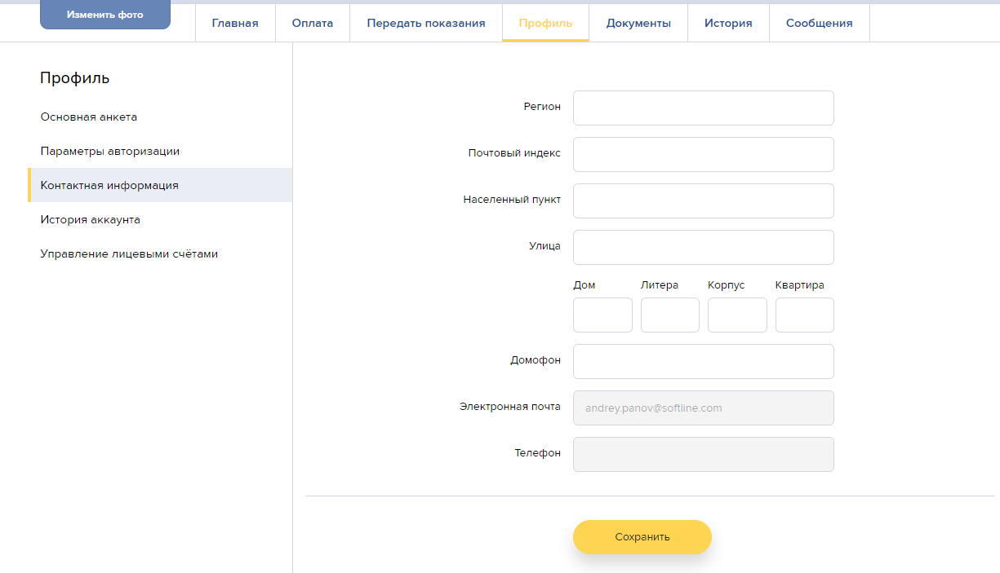 Изменить фото
Главная
Оплата
Передать показания
Профиль
Документы
История
Сообщения
Профиль
Основная анкета
Параметры авторизации
Контактная информация
История аккаунта
Управление лицевыми счётами
Регион
Почтовый индекс
Населенный пункт
Улица
Дом Литера Корпус Квартира
Домофон
Электронная почта andrey.panov@softline.com
Телефон
Сохранить